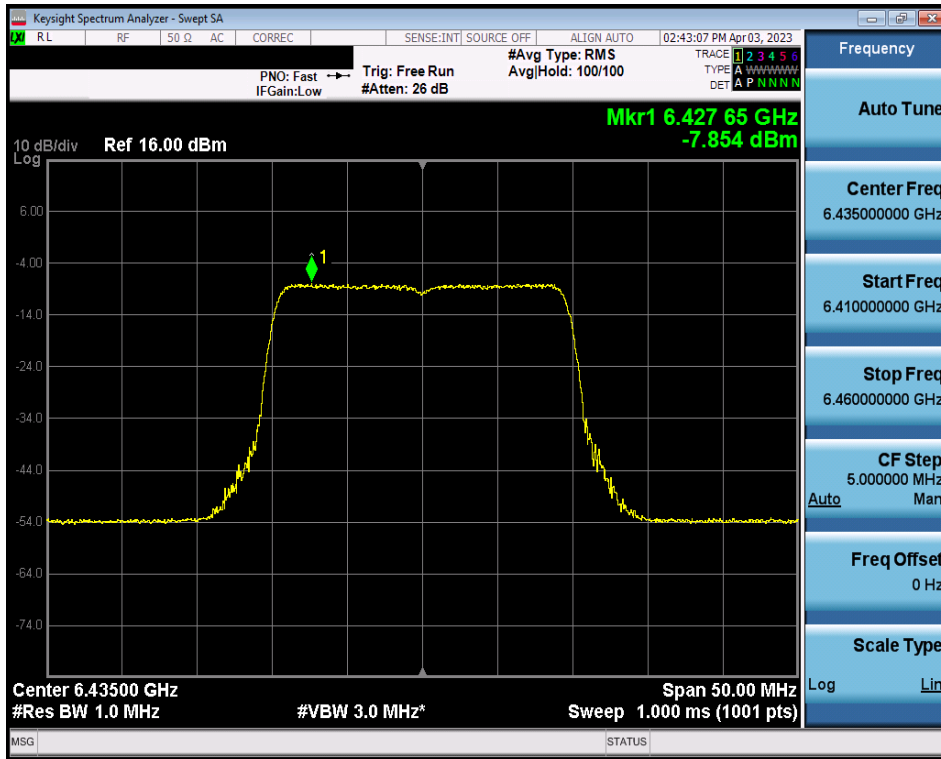 Keysight Spectrum Analyzer - Swept SA
LXI RL RF 50 Ω AC CORREC SENSE:INT SOURCE OFF ALIGN AUTO 02:43:07 PM Apr 03, 2023
PNO: Fast Trig: Free Run #Avg Type: RMS TRACE 1 2 3 4 5 6
IFGain:Low #Atten: 26 dB Avg|Hold: 100/100 TYPE A WWWWW
DET A P N N N N
Mkr1 6.427 65 GHz
-7.854 dBm
10 dB/div Ref 16.00 dBm
Log
6.00
1
-4.00
-14.0
-24.0
-34.0
-44.0
-54.0
-64.0
-74.0
Center 6.43500 GHz Span 50.00 MHz
#Res BW 1.0 MHz #VBW 3.0 MHz* Sweep 1.000 ms (1001 pts)
MSG STATUS
Frequency
Auto Tune
Center Freq
6.435000000 GHz
Start Freq
6.410000000 GHz
Stop Freq
6.460000000 GHz
CF Step
5.000000 MHz
Auto Man
Freq Offset
0 Hz
Scale Type
Log Lin